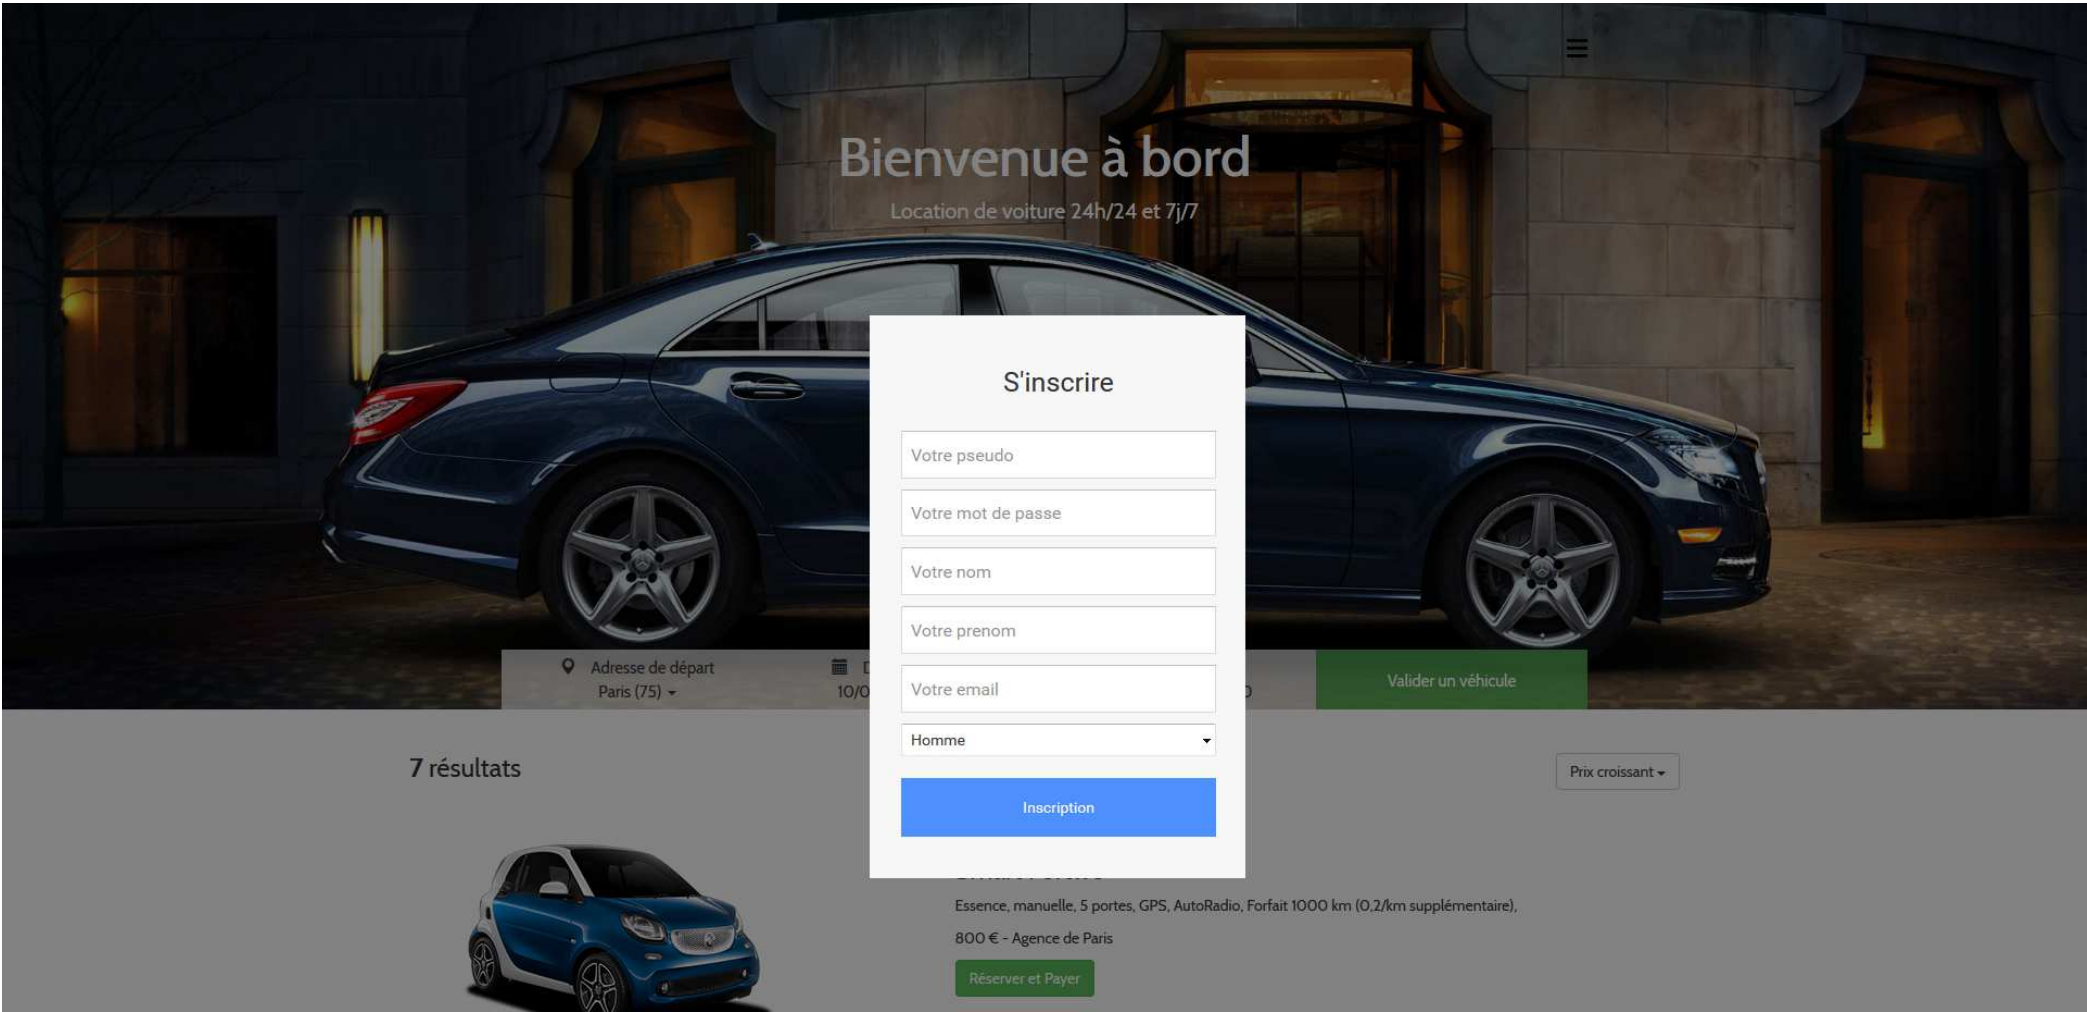 Bienvenue à bord
Location de voiture 24h/24 et 7j/7
S'inscrire
Votre pseudo
Votre mot de passe
Votre nom
Votre prenom
Votre email
Homme
Inscription
Adresse de départ
Paris (75)
10/0
Valider un véhicule
7 résultats
Prix croissant
Essence, manuelle, 5 portes, GPS, AutoRadio, Forfait 1000 km (0,2/km supplémentaire),
800 € - Agence de Paris
Réserver et Payer